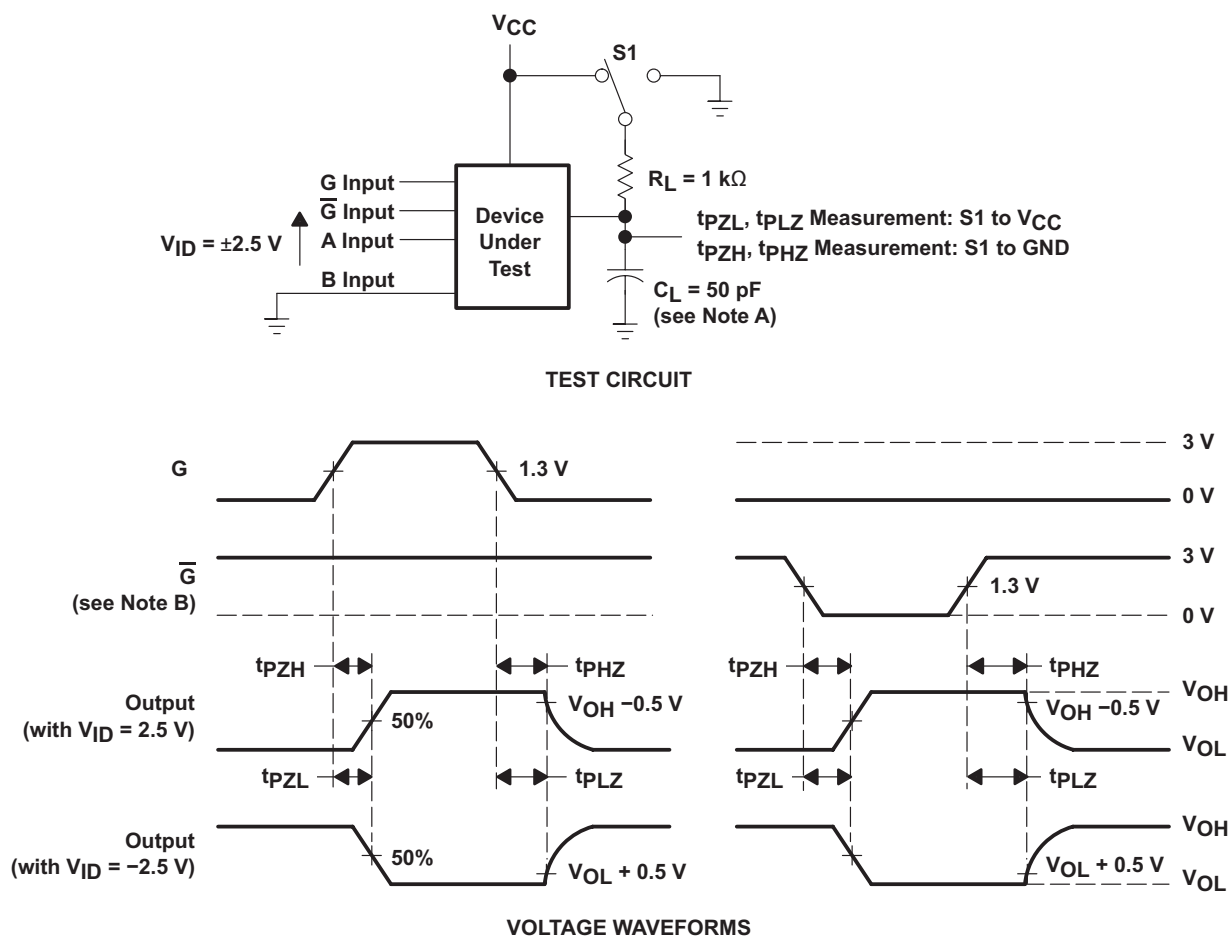 VCC
S1
G Input
G̅ Input
A Input
B Input
VID = ±2.5 V
Device
Under
Test
RL = 1 kΩ
tPZL, tPLZ Measurement: S1 to VCC
tPZH, tPHZ Measurement: S1 to GND
CL = 50 pF
(see Note A)
TEST CIRCUIT
G
1.3 V
3 V
0 V
G̅
(see Note B)
1.3 V
3 V
0 V
tPZH
tPHZ
tPZH
tPHZ
Output
(with VID = 2.5 V)
50%
VOH −0.5 V
VOH −0.5 V
VOH
VOL
tPZL
tPLZ
tPZL
tPLZ
Output
(with VID = −2.5 V)
50%
VOL + 0.5 V
VOL + 0.5 V
VOH
VOL
VOLTAGE WAVEFORMS